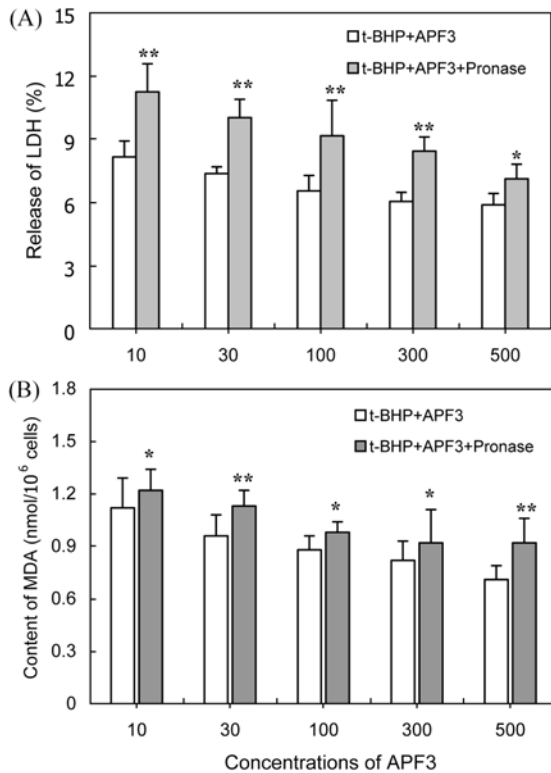 (A)
15
12
9
6
3
0
Release of LDH (%)
t-BHP+APF3
t-BHP+APF3+Pronase
**
**
**
**
*
10 30 100 300 500
(B)
1.8
1.5
1.2
0.9
0.6
0.3
0
Content of MDA (nmol/10⁶ cells)
t-BHP+APF3
t-BHP+APF3+Pronase
*
**
*
*
**
10 30 100 300 500
Concentrations of APF3